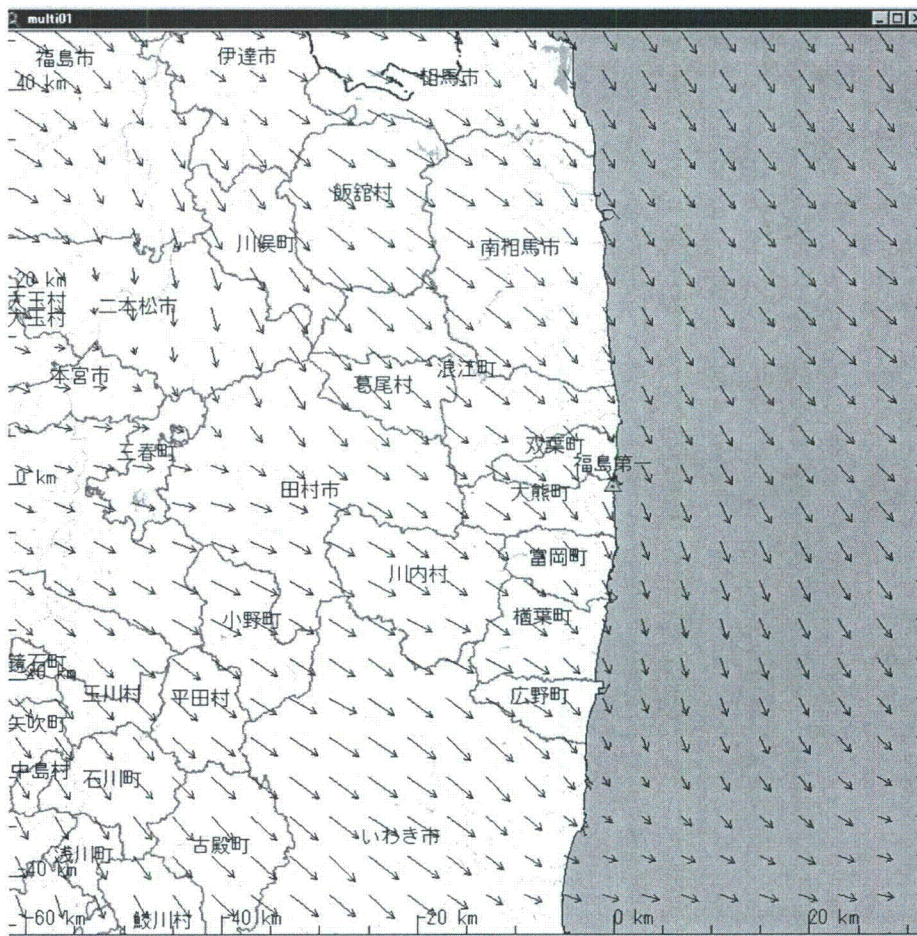 multi01
福島市
伊達市
相馬市
40 km
飯舘村
川俣町
南相馬市
20 km
大玉村
大玉村
二本松市
本宮市
葛尾村
浪江町
三春町
双葉町
福島第一
0 km
田村市
大熊町
川内村
富岡町
小野町
楢葉町
鏡石町
-20 km
玉川村
平田村
広野町
矢吹町
中島村
石川町
いわき市
古殿町
浅川町
-40 km
鮫川村
-60 km
-40 km
-20 km
0 km
20 km